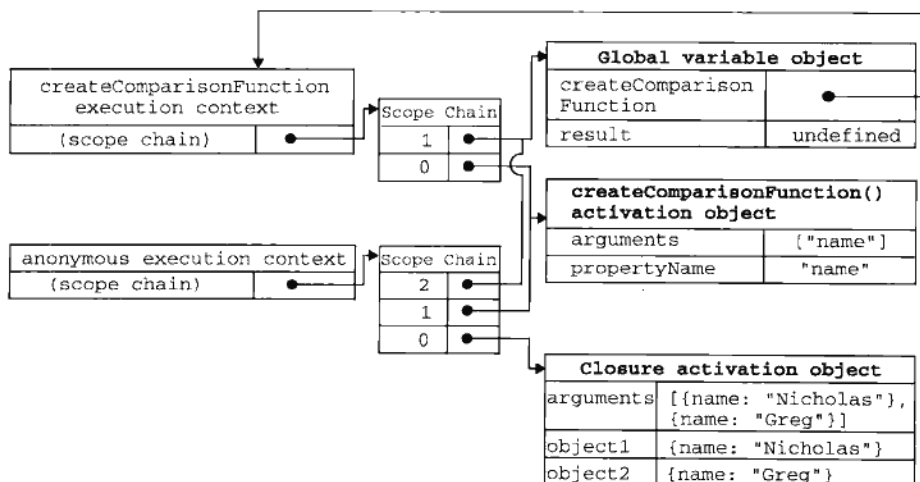 createComparisonFunction
execution context
(scope chain)
Scope Chain
1
0
Global variable object
createComparison
Function
result undefined
createComparisonFunction()
activation object
arguments ["name"]
propertyName "name"
anonymous execution context
(scope chain)
Scope Chain
2
1
0
Closure activation object
arguments [{name: "Nicholas"},
{name: "Greg"}]
object1 {name: "Nicholas"}
object2 {name: "Greg"}